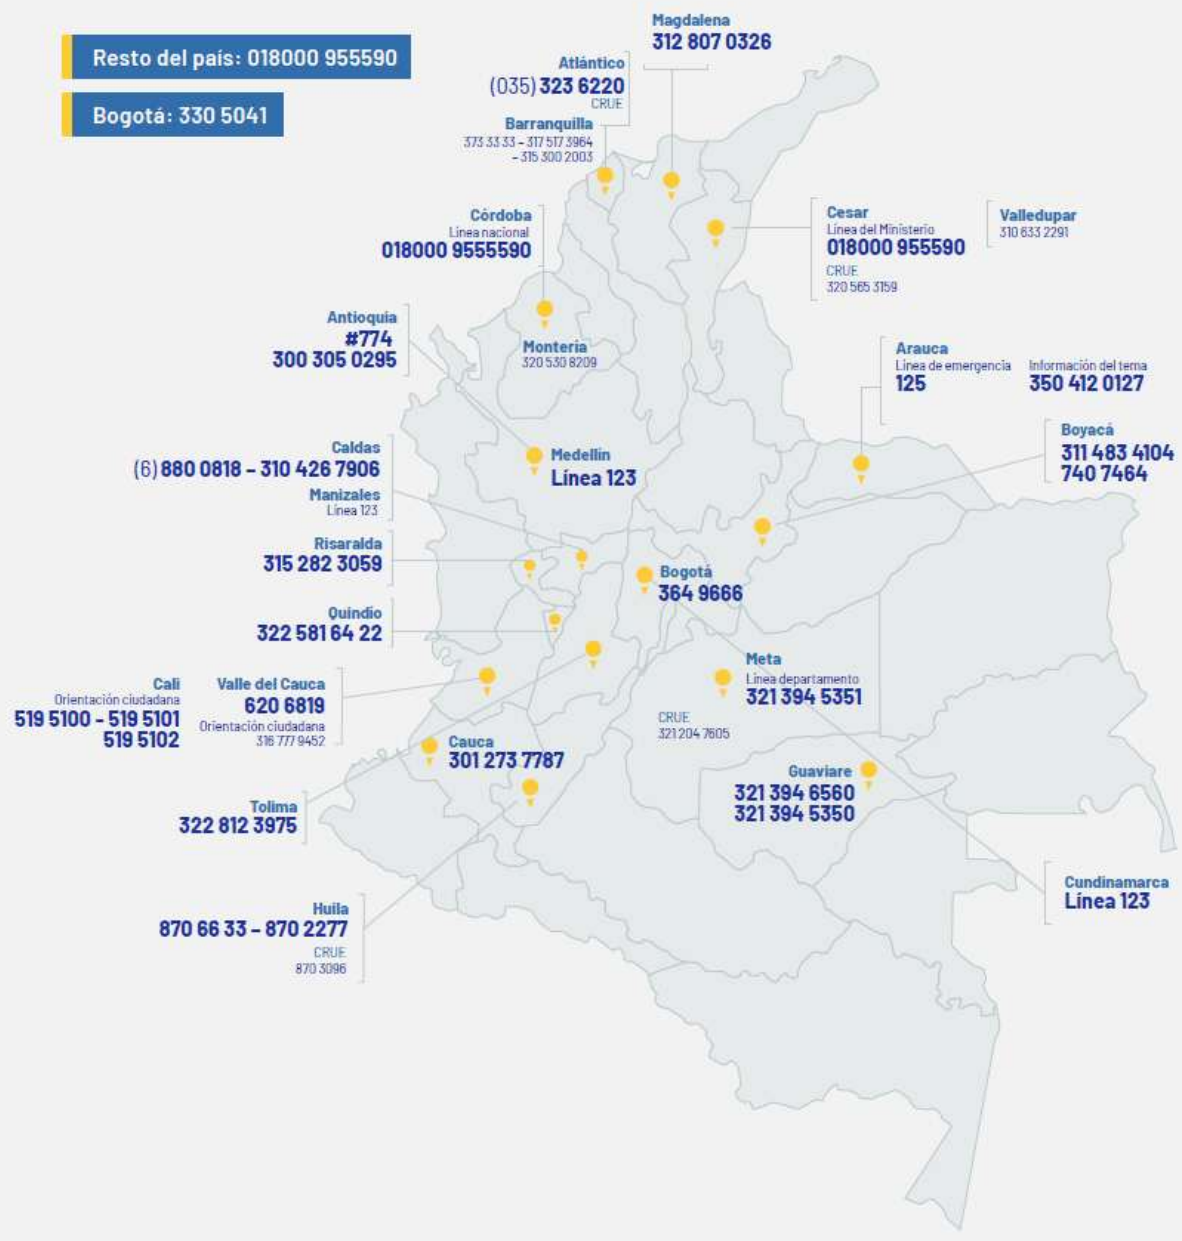 Resto del país: 018000 955590
Bogotá: 330 5041
Magdalena
312 807 0326
Atlántico
(035) 323 6220
CRUE
Barranquilla
373 33 33 - 317 517 3964
- 315 300 2003
Córdoba
Línea nacional
018000 9555590
Montería
320 530 8209
Cesar
Línea del Ministerio
018000 955590
CRUE
320 565 3159
Valledupar
310 633 2291
Antioquia
#774
300 305 0295
Medellín
Línea 123
Arauca
Línea de emergencia
125
Información del tema
350 412 0127
Boyacá
311 483 4104
740 7464
Caldas
(6) 880 0818 - 310 426 7906
Manizales
Línea 123
Risaralda
315 282 3059
Quindío
322 581 64 22
Bogotá
364 9666
Cali
Orientación ciudadana
519 5100 - 519 5101
519 5102
Valle del Cauca
620 6819
Orientación ciudadana
316 777 9452
Meta
Línea departamento
321 394 5351
CRUE
321 204 7605
Cauca
301 273 7787
Guaviare
321 394 6560
321 394 5350
Tolima
322 812 3975
Cundinamarca
Línea 123
Huila
870 66 33 - 870 2277
CRUE
870 3096